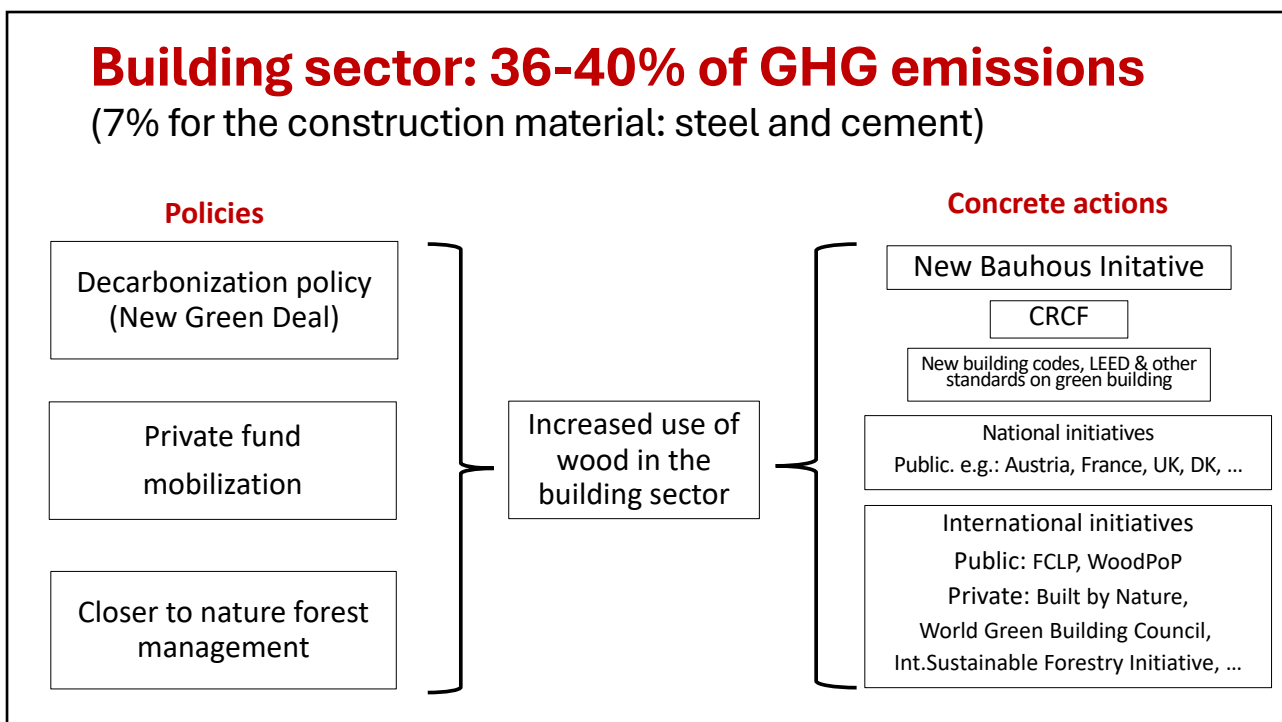 Building sector: 36-40% of GHG emissions
(7% for the construction material: steel and cement)
Policies
Decarbonization policy
(New Green Deal)
Private fund
mobilization
Closer to nature forest
management
Increased use of
wood in the
building sector
Concrete actions
New Bauhous Initative
CRCF
New building codes, LEED & other
standards on green building
National initiatives
Public. e.g.: Austria, France, UK, DK, ...
International initiatives
Public: FCLP, WoodPoP
Private: Built by Nature,
World Green Building Council,
Int.Sustainable Forestry Initiative, ...